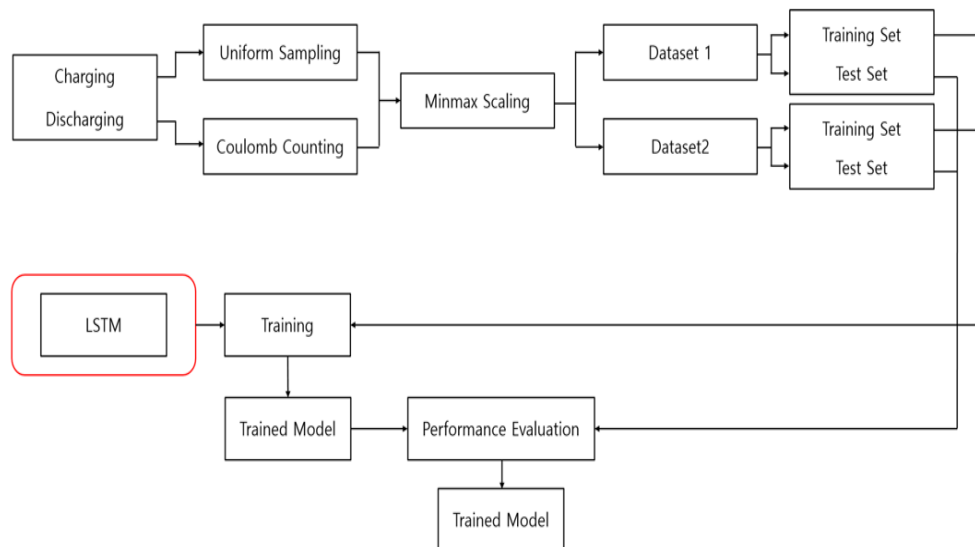 Charging
Discharging
Uniform Sampling
Coulomb Counting
Minmax Scaling
Dataset 1
Dataset2
Training Set
Test Set
Training Set
Test Set
LSTM
Training
Trained Model
Performance Evaluation
Trained Model